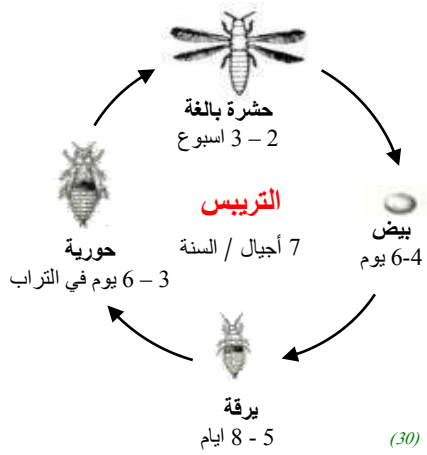 حشرة بالغة
2 – 3 اسبوع
التريبس
7 أجيال / السنة
بيض
4-6 يوم
حورية
3 – 6 يوم في التراب
يرقة
5 - 8 ايام
(30)